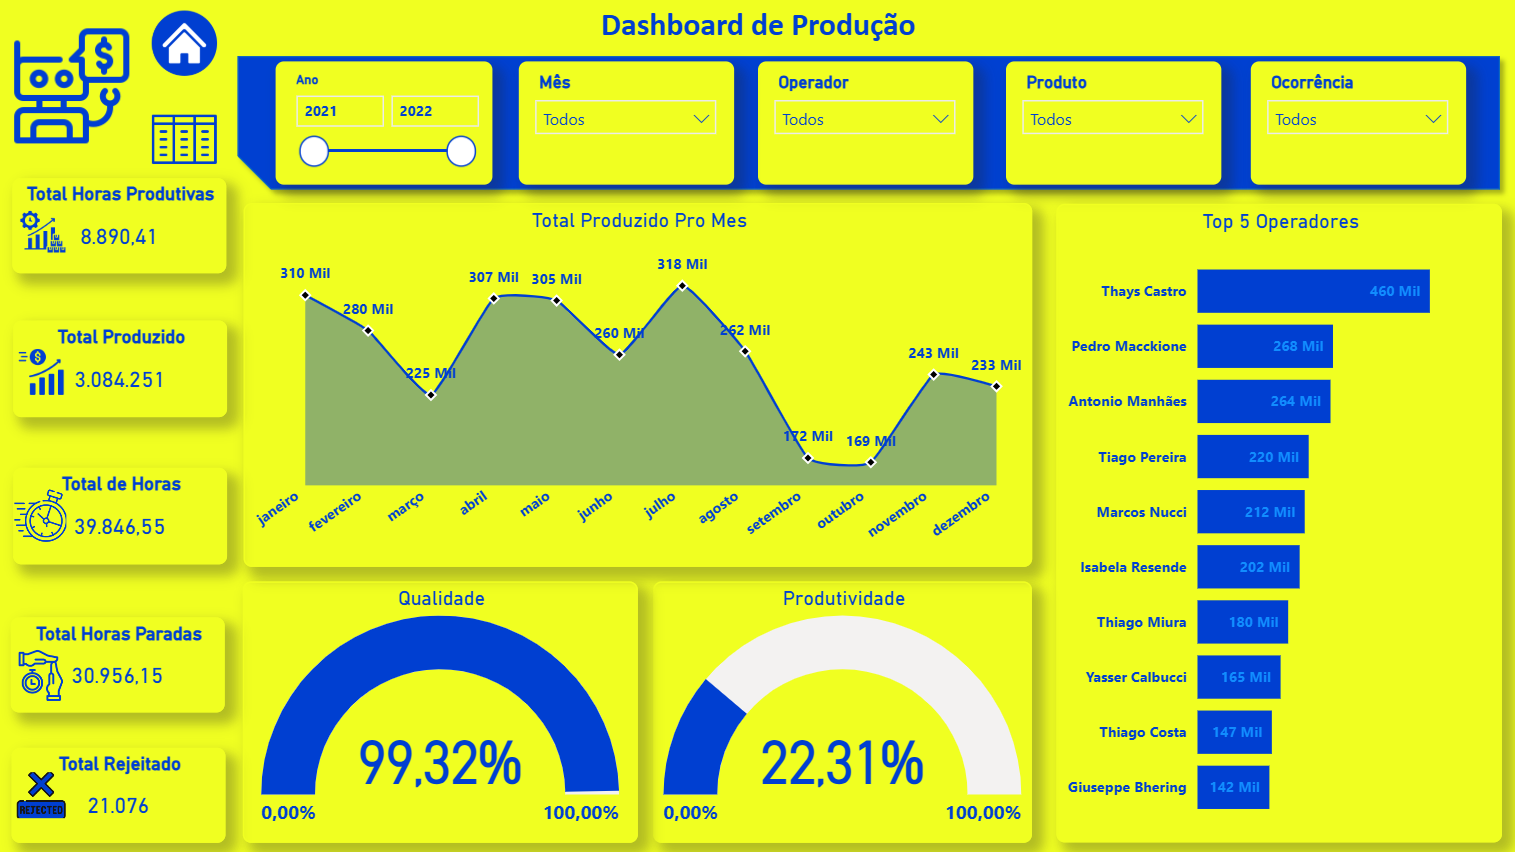 Dashboard de Produção
Ano
2021 2022
Mês
Todos
Operador
Todos
Produto
Todos
Ocorrência
Todos
Total Horas Produtivas
8.890,41
Total Produzido
3.084.251
Total de Horas
39.846,55
Total Horas Paradas
30.956,15
Total Rejeitado
REJECTED
21.076
Total Produzido Pro Mes
310 Mil
280 Mil
225 Mil
307 Mil
305 Mil
260 Mil
318 Mil
262 Mil
172 Mil
169 Mil
243 Mil
233 Mil
janeiro
fevereiro
março
abril
maio
junho
julho
agosto
setembro
outubro
novembro
dezembro
Qualidade
99,32%
0,00% 100,00%
Produtividade
22,31%
0,00% 100,00%
Top 5 Operadores
Thays Castro 460 Mil
Pedro Macckione 268 Mil
Antonio Manhães 264 Mil
Tiago Pereira 220 Mil
Marcos Nucci 212 Mil
Isabela Resende 202 Mil
Thiago Miura 180 Mil
Yasser Calbucci 165 Mil
Thiago Costa 147 Mil
Giuseppe Bhering 142 Mil